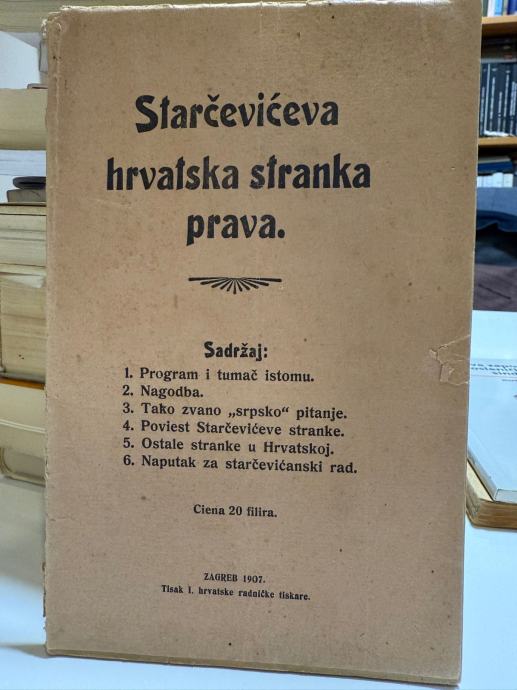 Starčevićeva
hrvatska stranka
prava.
Sadržaj:
1. Program i tumač istomu.
2. Nagodba.
3. Tako zvano „srpsko“ pitanje.
4. Poviest Starčevićeve stranke.
5. Ostale stranke u Hrvatskoj.
6. Naputak za starčevićanski rad.
Ciena 20 filira.
ZAGREB 1907.
Tisak I. hrvatske radničke tiskare.